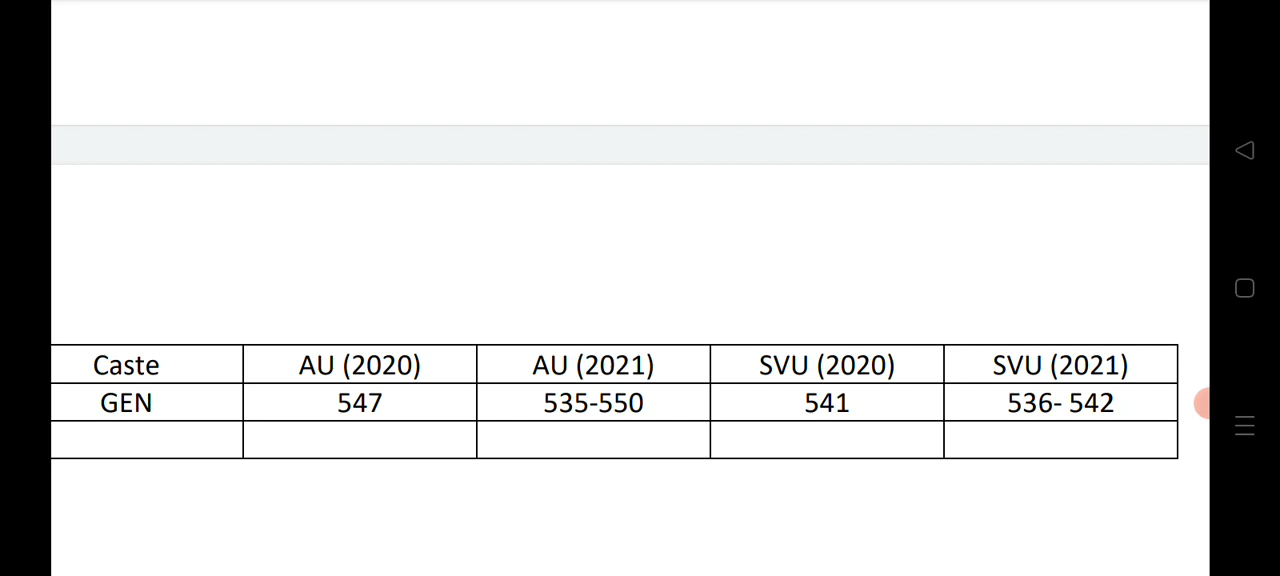 Caste AU (2020) AU (2021) SVU (2020) SVU (2021)
GEN 547 535-550 541 536- 542